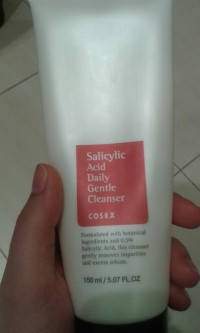 Salicylic
Acid
Daily
Gentle
Cleanser
COSRX
Formulated with botanical
ingredients and 0.5%
Salicylic Acid, this cleanser
gently removes impurities
and excess sebum.
150 ml / 5.07 FL.OZ